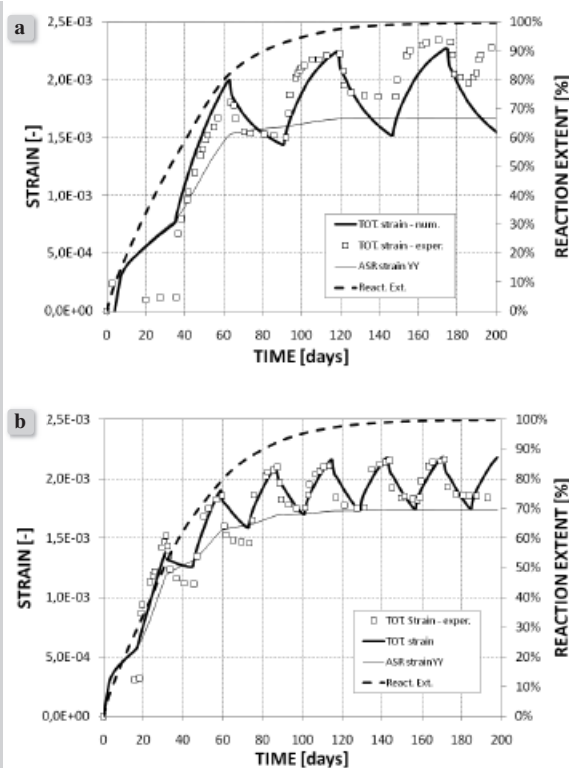 a
2,5E-03
2,0E-03
1,5E-03
1,0E-03
5,0E-04
0,0E+00
STRAIN [-]
100%
90%
80%
70%
60%
50%
40%
30%
20%
10%
0%
REACTION EXTENT [%]
0 20 40 60 80 100 120 140 160 180 200
TIME [days]
TOT. strain - num.
TOT. strain - exper.
ASR strain YY
React. Ext.
b
2,5E-03
2,0E-03
1,5E-03
1,0E-03
5,0E-04
0,0E+00
STRAIN [-]
100%
90%
80%
70%
60%
50%
40%
30%
20%
10%
0%
REACTION EXTENT [%]
0 20 40 60 80 100 120 140 160 180 200
TIME [days]
TOT. Strain - exper.
TOT. strain
ASR strainYY
React. Ext.